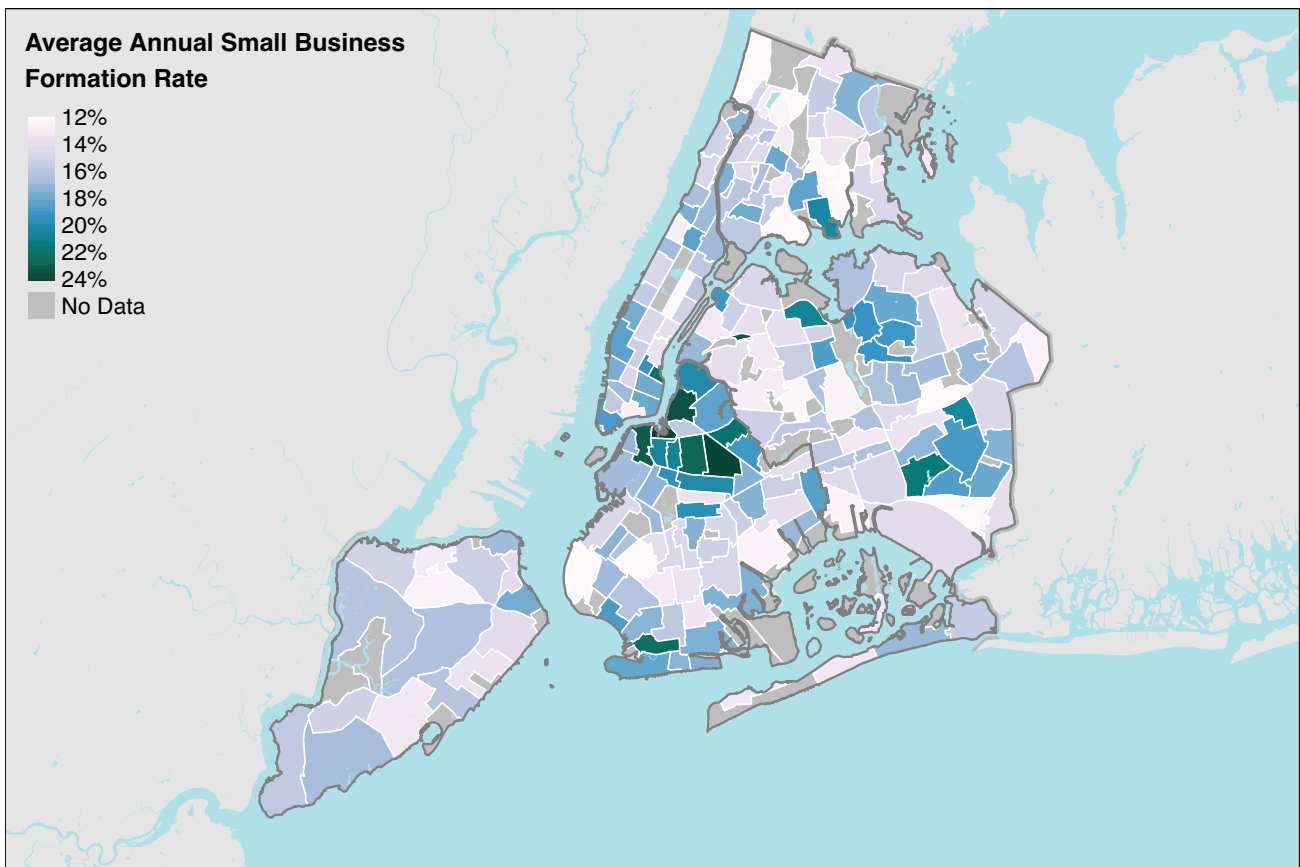 Average Annual Small Business
Formation Rate
12%
14%
16%
18%
20%
22%
24%
No Data